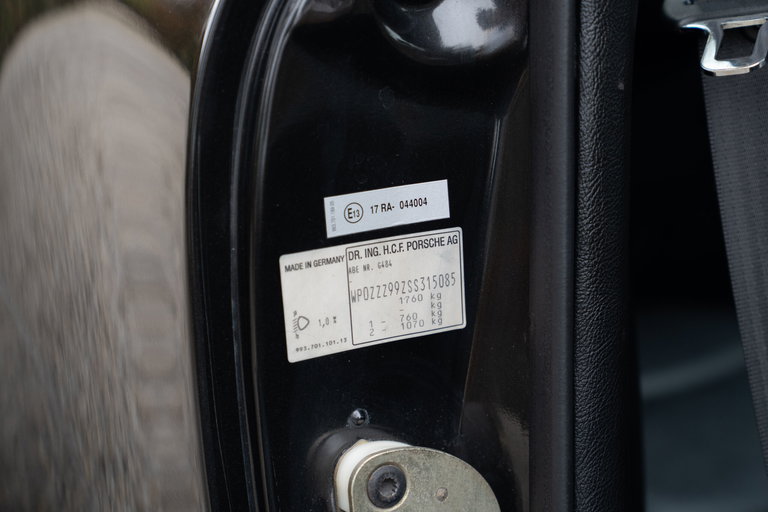 E13 17 RA- 044004
MADE IN GERMANY
DR. ING. H.C.F. PORSCHE AG
ABE NR. G484
WP0ZZZ99ZSS315085
1760 kg
- kg
1 - 760 kg
2 - 1070 kg
1,0 %
993.701.101.13